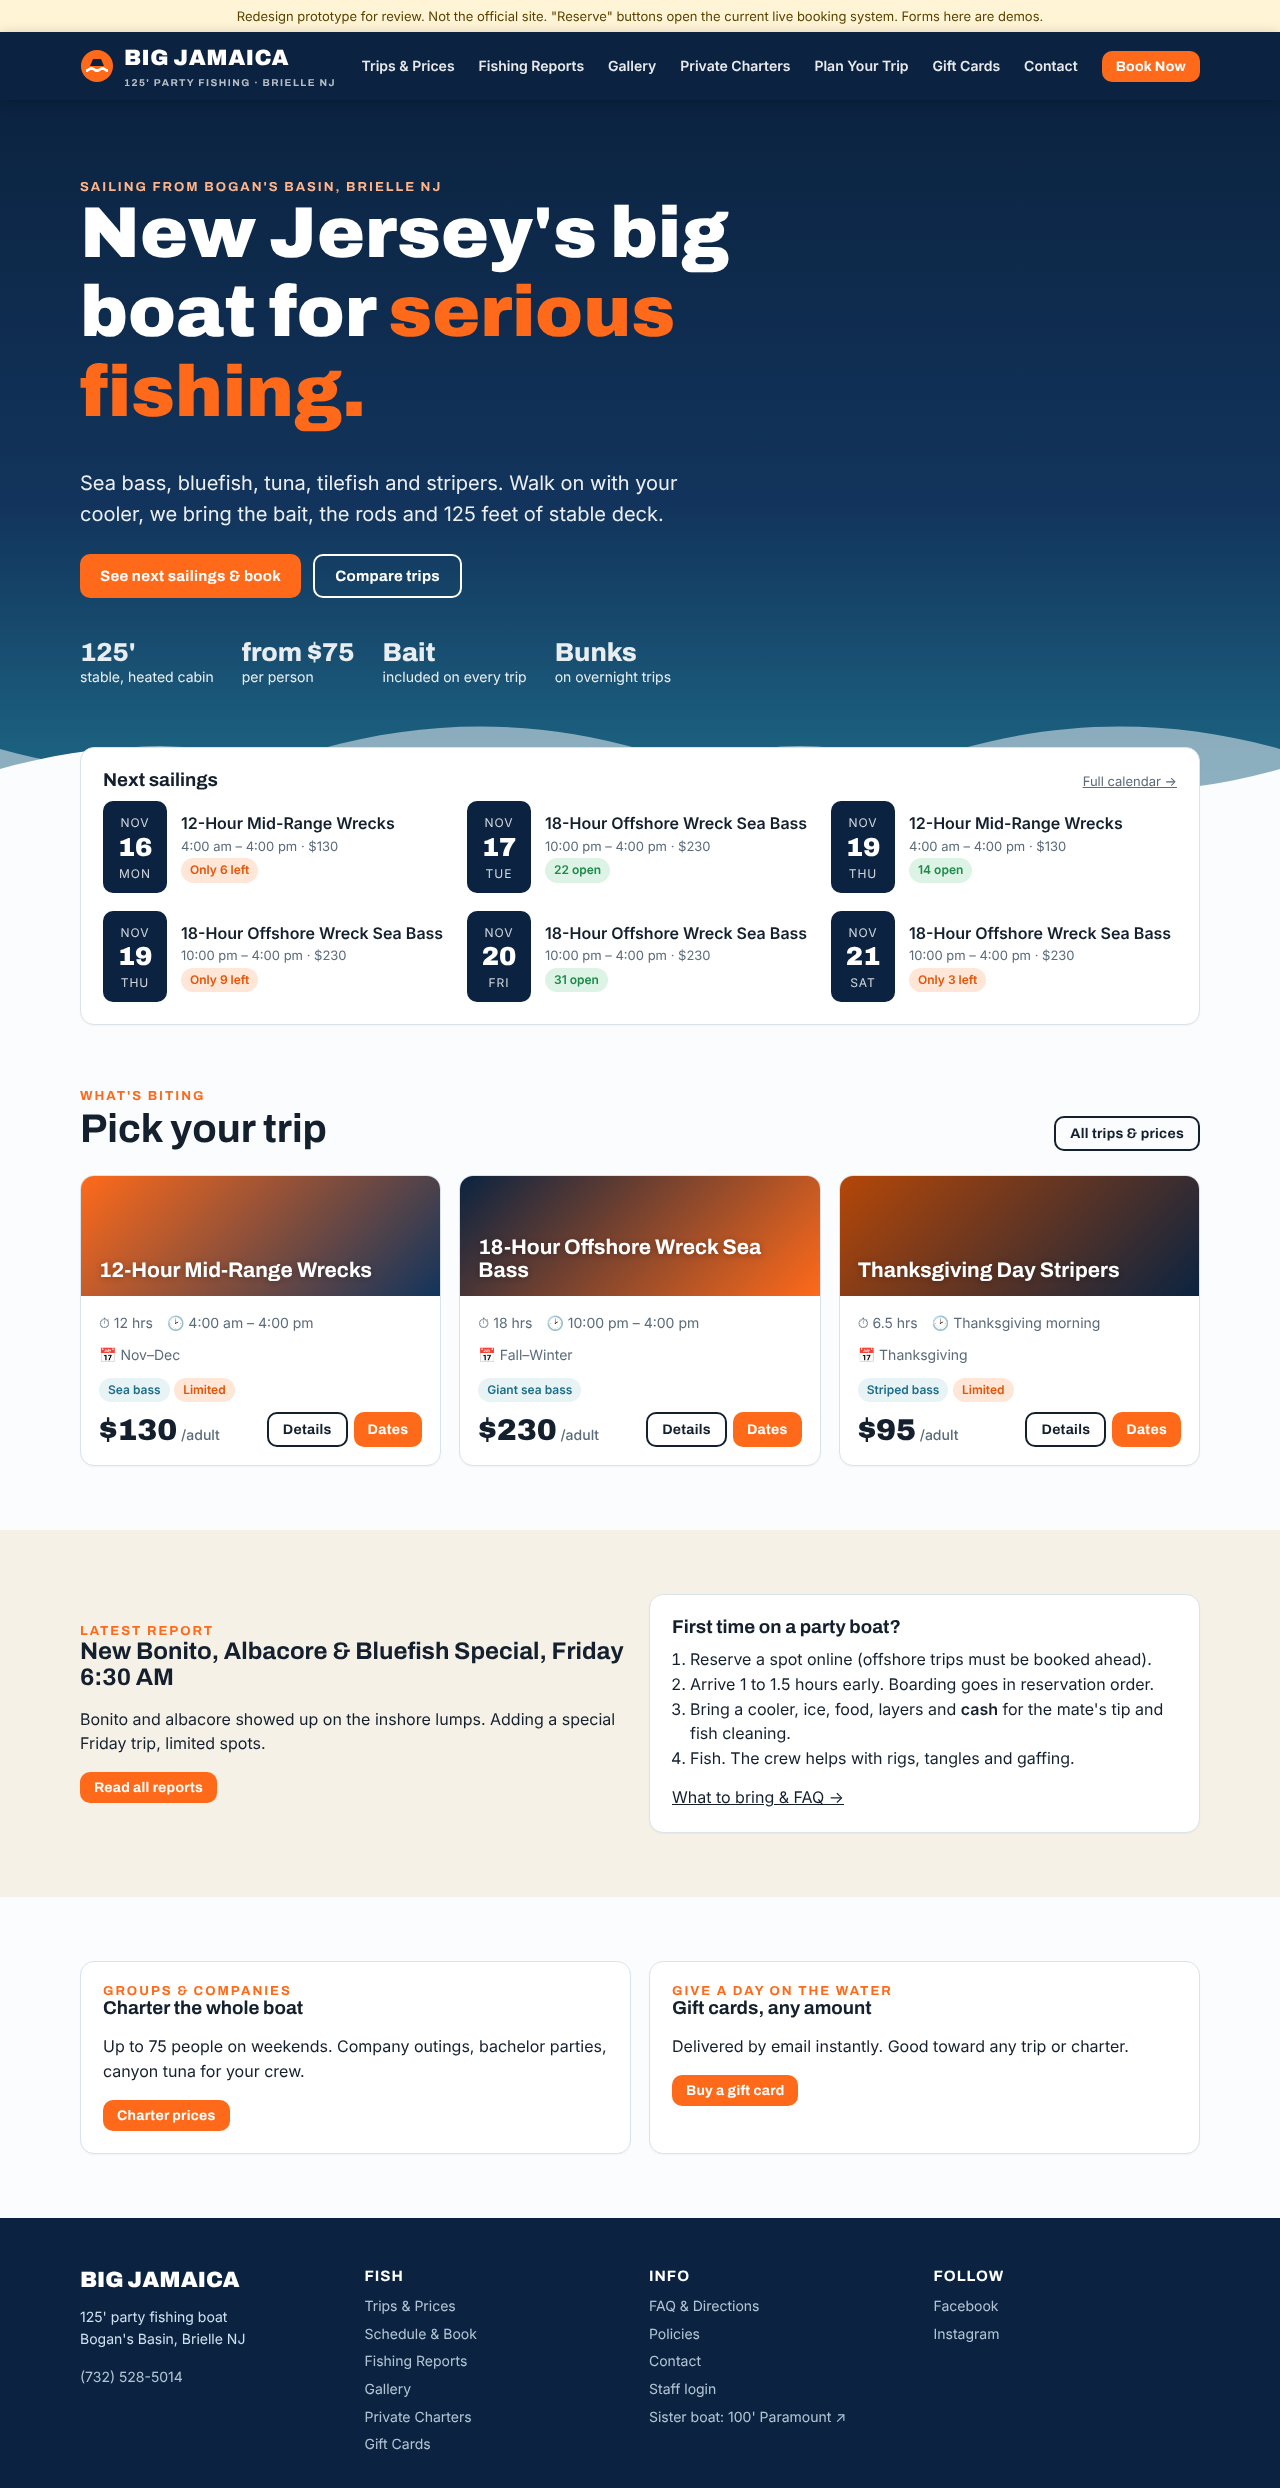 Redesign prototype for review. Not the official site. "Reserve" buttons open the current live booking system. Forms here are demos.
BIG JAMAICA
125' PARTY FISHING · BRIELLE NJ
Trips & Prices
Fishing Reports
Gallery
Private Charters
Plan Your Trip
Gift Cards
Contact
Book Now
SAILING FROM BOGAN'S BASIN, BRIELLE NJ
New Jersey's big
boat for serious
fishing.
Sea bass, bluefish, tuna, tilefish and stripers. Walk on with your
cooler, we bring the bait, the rods and 125 feet of stable deck.
See next sailings & book
Compare trips
125'
stable, heated cabin
from $75
per person
Bait
included on every trip
Bunks
on overnight trips
Next sailings
Full calendar →
NOV
16
MON
12-Hour Mid-Range Wrecks
4:00 am – 4:00 pm · $130
Only 6 left
NOV
17
TUE
18-Hour Offshore Wreck Sea Bass
10:00 pm – 4:00 pm · $230
22 open
NOV
19
THU
12-Hour Mid-Range Wrecks
4:00 am – 4:00 pm · $130
14 open
NOV
19
THU
18-Hour Offshore Wreck Sea Bass
10:00 pm – 4:00 pm · $230
Only 9 left
NOV
20
FRI
18-Hour Offshore Wreck Sea Bass
10:00 pm – 4:00 pm · $230
31 open
NOV
21
SAT
18-Hour Offshore Wreck Sea Bass
10:00 pm – 4:00 pm · $230
Only 3 left
WHAT'S BITING
Pick your trip
All trips & prices
12-Hour Mid-Range Wrecks
⏱ 12 hrs 🕑 4:00 am – 4:00 pm
📅 Nov–Dec
Sea bass
Limited
$130 /adult
Details
Dates
18-Hour Offshore Wreck Sea
Bass
⏱ 18 hrs 🕑 10:00 pm – 4:00 pm
📅 Fall–Winter
Giant sea bass
$230 /adult
Details
Dates
Thanksgiving Day Stripers
⏱ 6.5 hrs 🕑 Thanksgiving morning
📅 Thanksgiving
Striped bass
Limited
$95 /adult
Details
Dates
LATEST REPORT
New Bonito, Albacore & Bluefish Special, Friday
6:30 AM
Bonito and albacore showed up on the inshore lumps. Adding a special
Friday trip, limited spots.
Read all reports
First time on a party boat?
1. Reserve a spot online (offshore trips must be booked ahead).
2. Arrive 1 to 1.5 hours early. Boarding goes in reservation order.
3. Bring a cooler, ice, food, layers and cash for the mate's tip and
fish cleaning.
4. Fish. The crew helps with rigs, tangles and gaffing.
What to bring & FAQ →
GROUPS & COMPANIES
Charter the whole boat
Up to 75 people on weekends. Company outings, bachelor parties,
canyon tuna for your crew.
Charter prices
GIVE A DAY ON THE WATER
Gift cards, any amount
Delivered by email instantly. Good toward any trip or charter.
Buy a gift card
BIG JAMAICA
125' party fishing boat
Bogan's Basin, Brielle NJ
(732) 528-5014
FISH
Trips & Prices
Schedule & Book
Fishing Reports
Gallery
Private Charters
Gift Cards
INFO
FAQ & Directions
Policies
Contact
Staff login
Sister boat: 100' Paramount ↗
FOLLOW
Facebook
Instagram